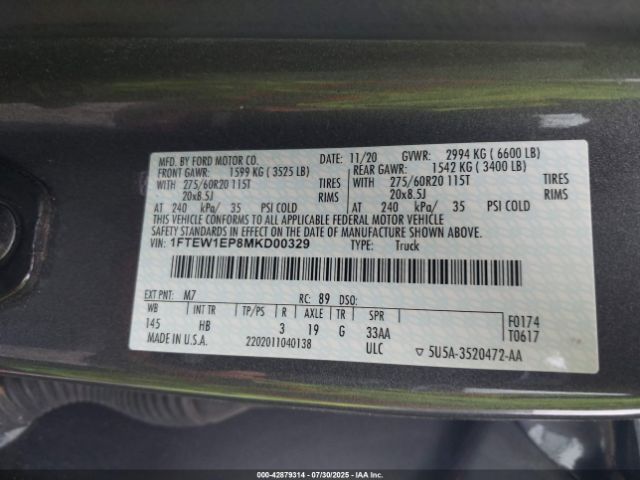 MFD. BY FORD MOTOR CO. DATE: 11/20 GVWR: 2994 KG ( 6600 LB)
FRONT GAWR: 1599 KG ( 3525 LB) REAR GAWR: 1542 KG ( 3400 LB)
WITH 275/60R20 115T TIRES WITH 275/60R20 115T TIRES
20x8.5J RIMS 20x8.5J RIMS
AT 240 kPa/ 35 PSI COLD AT 240 kPa/ 35 PSI COLD
THIS VEHICLE CONFORMS TO ALL APPLICABLE FEDERAL MOTOR VEHICLE
SAFETY STANDARDS IN EFFECT ON THE DATE OF MANUFACTURE SHOWN ABOVE.
VIN: 1FTEW1EP8MKD00329 TYPE: Truck
EXT PNT: M7 RC: 89 DSO:
WB INT TR TP/PS R AXLE TR SPR F0174
145 HB 3 19 G 33AA T0617
MADE IN U.S.A. 2202011040138 ULC ▽ 5U5A-3520472-AA
000-42879314 / 07/30/2025 / IAAI.COM